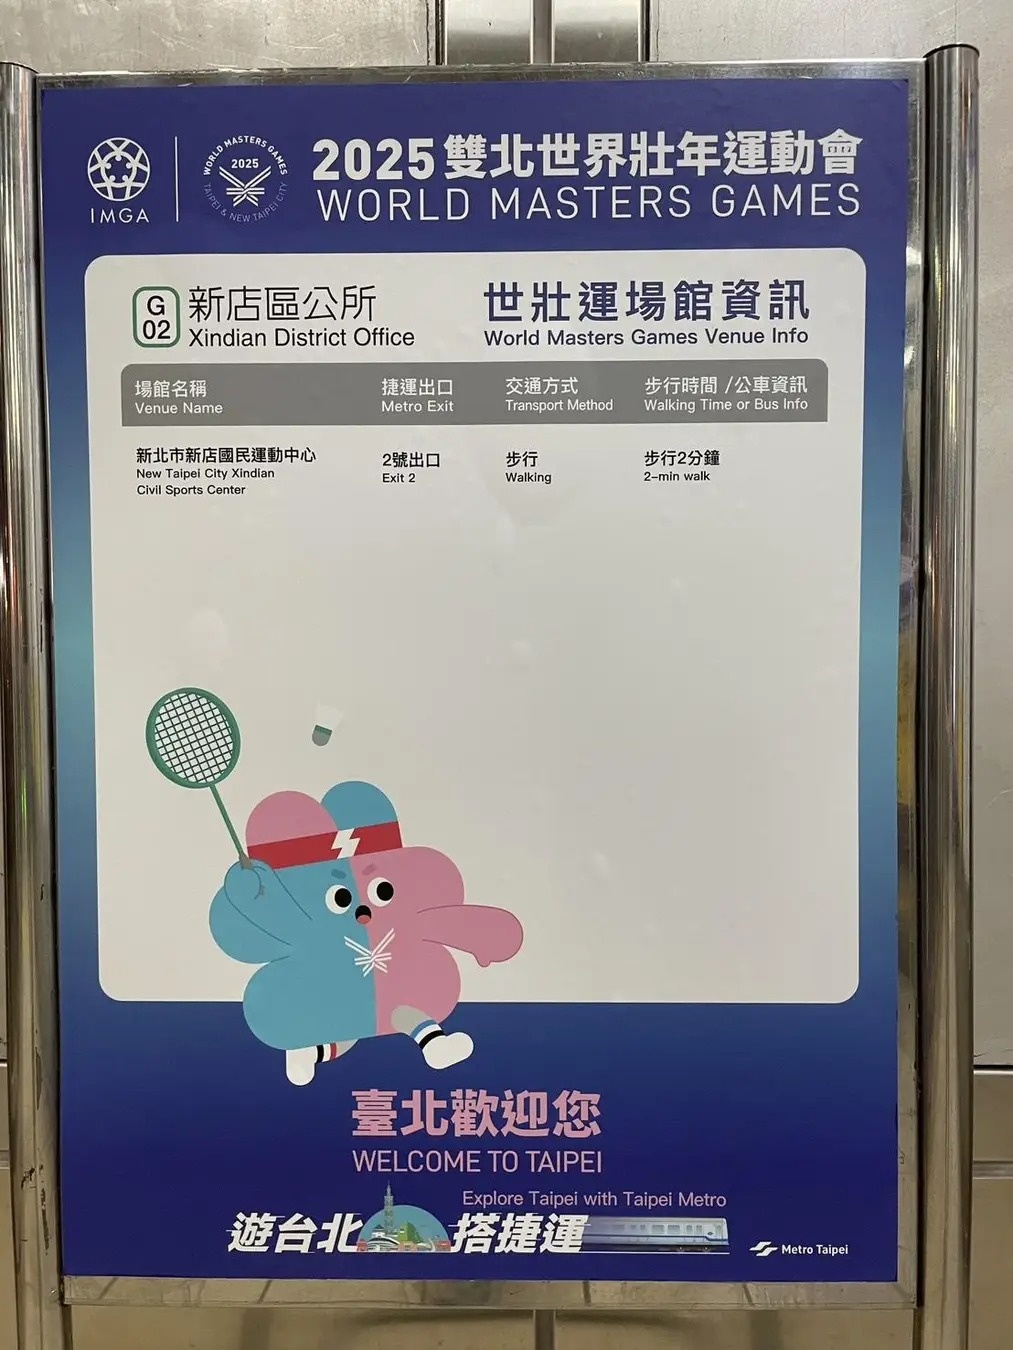 IMGA
WORLD MASTERS GAMES
2025
TAIPEI & NEW TAIPEI CITY
2025雙北世界壯年運動會
WORLD MASTERS GAMES
G 02
新店區公所
Xindian District Office
世壯運場館資訊
World Masters Games Venue Info
場館名稱 捷運出口 交通方式 步行時間 /公車資訊
Venue Name Metro Exit Transport Method Walking Time or Bus Info
新北市新店國民運動中心 2號出口 步行 步行2分鐘
New Taipei City Xindian Exit 2 Walking 2-min walk
Civil Sports Center
臺北歡迎您
WELCOME TO TAIPEI
Explore Taipei with Taipei Metro
遊台北 搭捷運
Metro Taipei